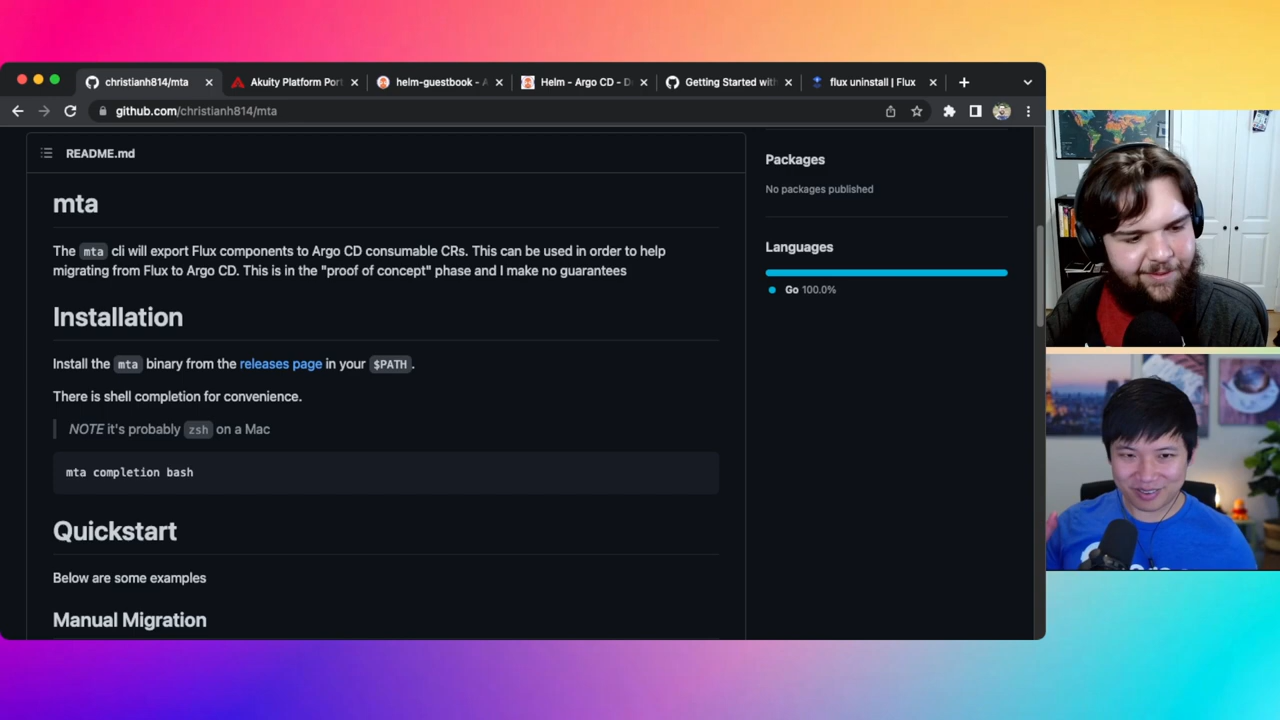 christianh814/mta
Akuity Platform Port
helm-guestbook - A
Helm - Argo CD - D
Getting Started with
flux uninstall | Flux
github.com/christianh814/mta
README.md
mta
The mta cli will export Flux components to Argo CD consumable CRs. This can be used in order to help
migrating from Flux to Argo CD. This is in the "proof of concept" phase and I make no guarantees
Installation
Install the mta binary from the releases page in your $PATH.
There is shell completion for convenience.
NOTE it's probably zsh on a Mac
mta completion bash
Quickstart
Below are some examples
Manual Migration
Packages
No packages published
Languages
Go 100.0%